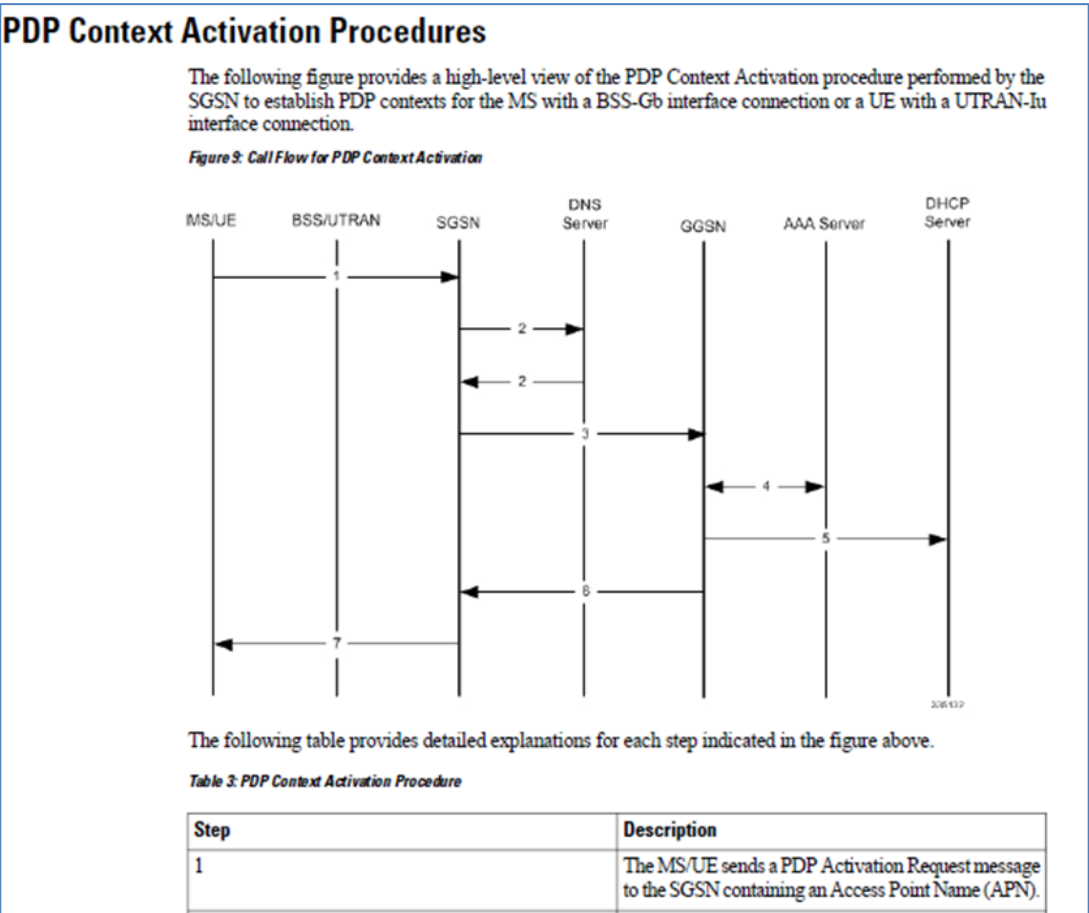 PDP Context Activation Procedures
The following figure provides a high-level view of the PDP Context Activation procedure performed by the
SGSN to establish PDP contexts for the MS with a BSS-Gb interface connection or a UE with a UTRAN-Iu
interface connection.
Figure 9: Call Flow for PDP Context Activation
MS/UE BSS/UTRAN SGSN DNS Server GGSN AAA Server DHCP Server
1
2
2
3
4
5
6
7
The following table provides detailed explanations for each step indicated in the figure above.
Table 3: PDP Context Activation Procedure
Step Description
1 The MS/UE sends a PDP Activation Request message
to the SGSN containing an Access Point Name (APN).